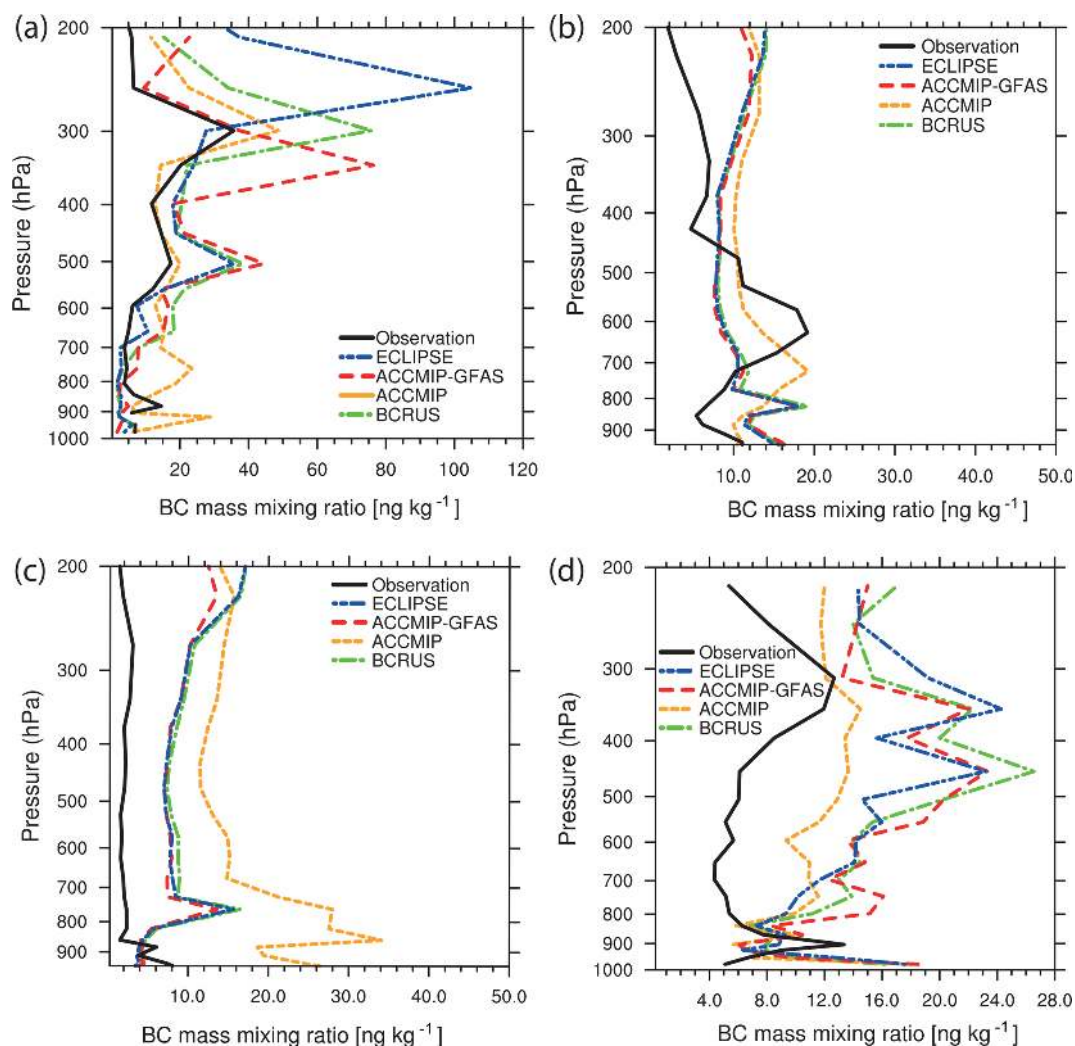 (a)
200
300
400
500
600
700
800
900
1000
Pressure (hPa)
Observation
ECLIPSE
ACCMIP-GFAS
ACCMIP
BCRUS
20 40 60 80 100 120
BC mass mixing ratio [ng kg⁻¹]
(b)
200
300
400
500
600
700
800
900
Pressure (hPa)
Observation
ECLIPSE
ACCMIP-GFAS
ACCMIP
BCRUS
10.0 20.0 30.0 40.0 50.0
BC mass mixing ratio [ng kg⁻¹]
(c)
200
300
400
500
600
700
800
900
Pressure (hPa)
Observation
ECLIPSE
ACCMIP-GFAS
ACCMIP
BCRUS
10.0 20.0 30.0 40.0 50.0
BC mass mixing ratio [ng kg⁻¹]
(d)
200
300
400
500
600
700
800
900
1000
Pressure (hPa)
Observation
ECLIPSE
ACCMIP-GFAS
ACCMIP
BCRUS
4.0 8.0 12.0 16.0 20.0 24.0 28.0
BC mass mixing ratio [ng kg⁻¹]